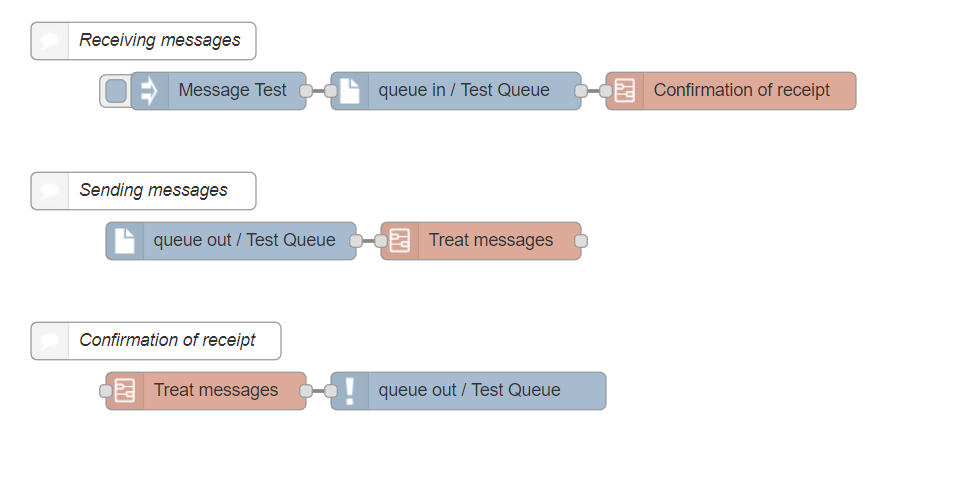 Receiving messages
Message Test
queue in / Test Queue
Confirmation of receipt
Sending messages
queue out / Test Queue
Treat messages
Confirmation of receipt
Treat messages
queue out / Test Queue